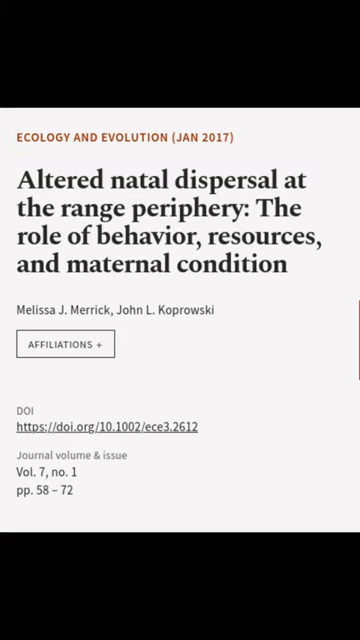 ECOLOGY AND EVOLUTION (JAN 2017)
Altered natal dispersal at
the range periphery: The
role of behavior, resources,
and maternal condition
Melissa J. Merrick, John L. Koprowski
AFFILIATIONS +
DOI
https://doi.org/10.1002/ece3.2612
Journal volume & issue
Vol. 7, no. 1
pp. 58 – 72